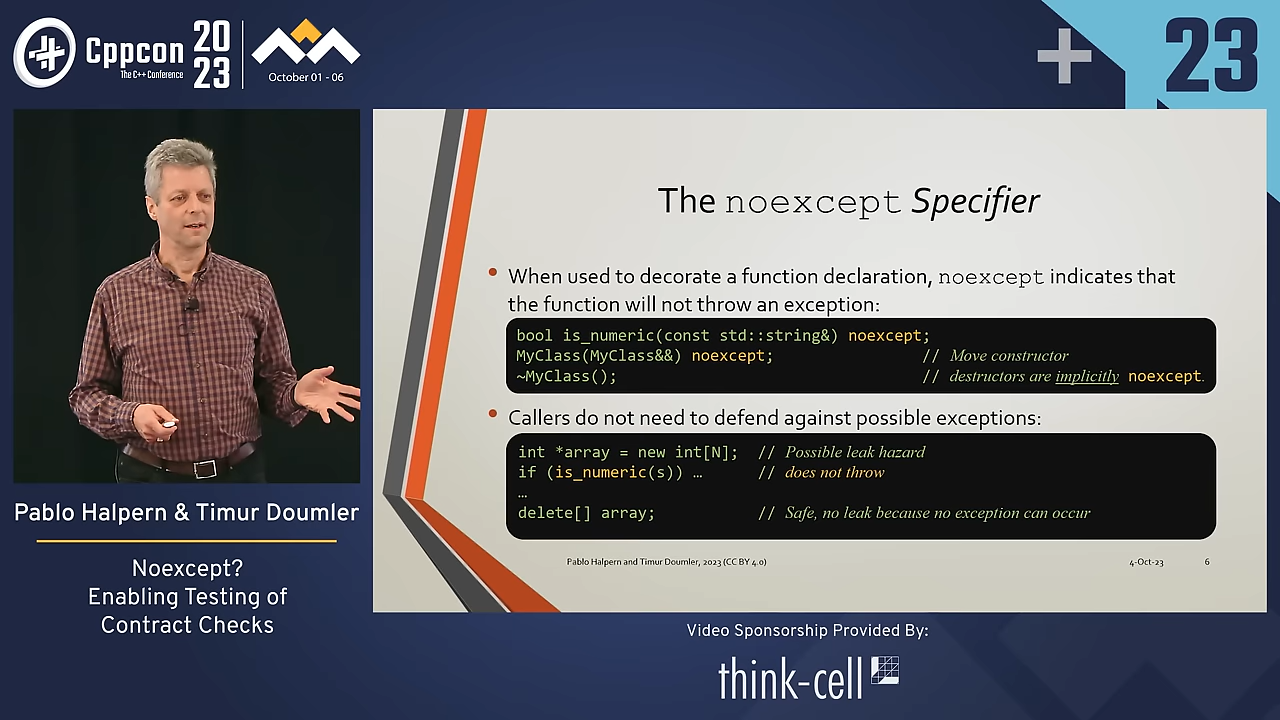 Cppcon
The C++ Conference
20
23
October 01 - 06
23
The noexcept Specifier
• When used to decorate a function declaration, noexcept indicates that
the function will not throw an exception:
bool is_numeric(const std::string&) noexcept;
MyClass(MyClass&&) noexcept; // Move constructor
~MyClass(); // destructors are implicitly noexcept.
• Callers do not need to defend against possible exceptions:
int *array = new int[N]; // Possible leak hazard
if (is_numeric(s)) … // does not throw
…
delete[] array; // Safe, no leak because no exception can occur
Pablo Halpern and Timur Doumler, 2023 (CC BY 4.0) 4-Oct-23 6
Pablo Halpern & Timur Doumler
Noexcept?
Enabling Testing of
Contract Checks
Video Sponsorship Provided By:
think-cell